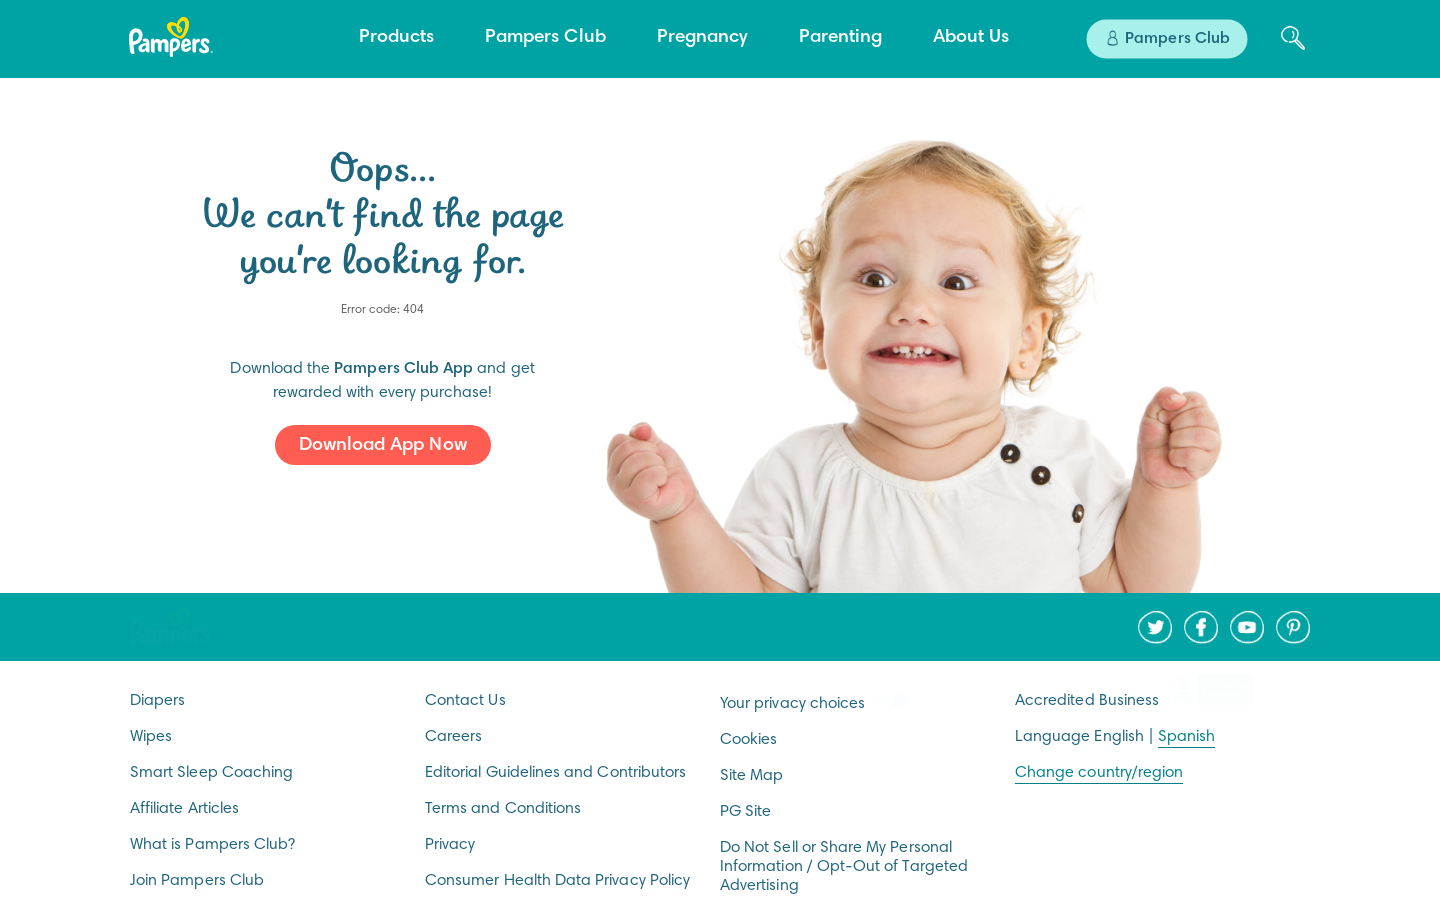 Pampers
Products
Pampers Club
Pregnancy
Parenting
About Us
Pampers Club
Oops...
We can't find the page
you're looking for.
Error code: 404
Download the Pampers Club App and get
rewarded with every purchase!
Download App Now
Pampers
Diapers
Wipes
Smart Sleep Coaching
Affiliate Articles
What is Pampers Club?
Join Pampers Club
Contact Us
Careers
Editorial Guidelines and Contributors
Terms and Conditions
Privacy
Consumer Health Data Privacy Policy
Your privacy choices
Cookies
Site Map
PG Site
Do Not Sell or Share My Personal
Information / Opt-Out of Targeted
Advertising
Accredited Business
Language English | Spanish
Change country/region